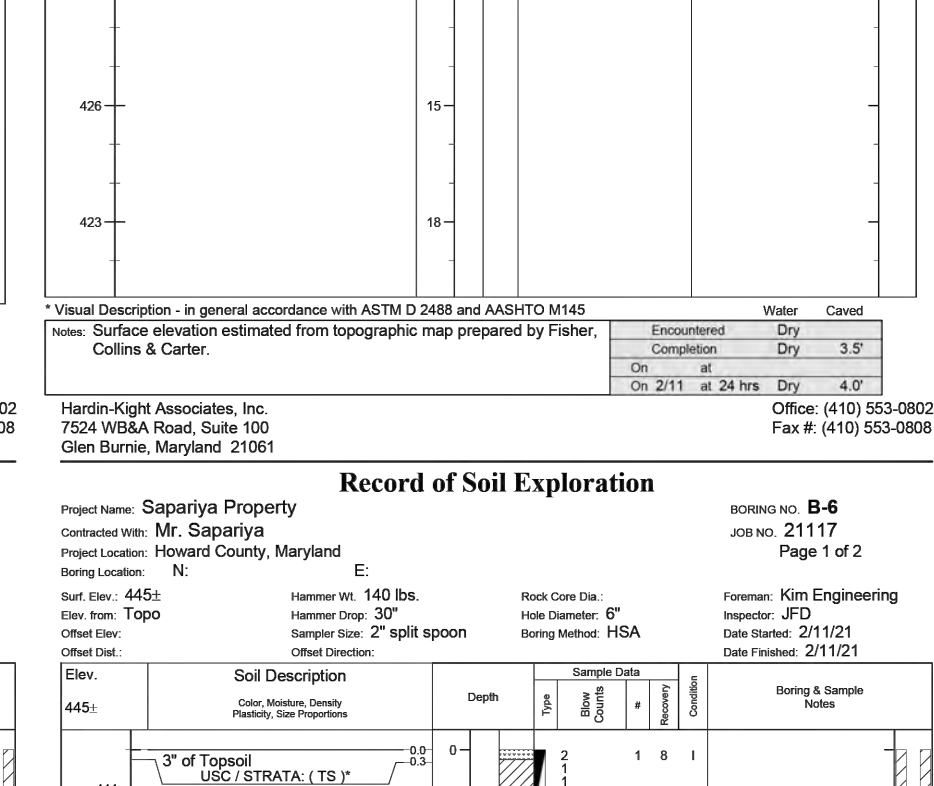 426
15
423
18
* Visual Description - in general accordance with ASTM D 2488 and AASHTO M145
Water Caved
Notes: Surface elevation estimated from topographic map prepared by Fisher,
Collins & Carter.
Encountered Dry
Completion Dry 3.5'
On at
On 2/11 at 24 hrs Dry 4.0'
02
08
Hardin-Kight Associates, Inc.
7524 WB&A Road, Suite 100
Glen Burnie, Maryland 21061
Office: (410) 553-0802
Fax #: (410) 553-0808
Record of Soil Exploration
Project Name: Sapariya Property
BORING NO. B-6
Contracted With: Mr. Sapariya
JOB NO. 21117
Project Location: Howard County, Maryland
Page 1 of 2
Boring Location: N: E:
Surf. Elev.: 445± Hammer Wt. 140 lbs. Rock Core Dia.: Foreman: Kim Engineering
Elev. from: Topo Hammer Drop: 30" Hole Diameter: 6" Inspector: JFD
Offset Elev: Sampler Size: 2" split spoon Boring Method: HSA Date Started: 2/11/21
Offset Dist.: Offset Direction: Date Finished: 2/11/21
Elev.
445±
Soil Description
Color, Moisture, Density
Plasticity, Size Proportions
Depth
Sample Data
Type
Blow
Counts
#
Recovery
Condition
Boring & Sample
Notes
3" of Topsoil
USC / STRATA: ( TS )*
0.0
0.3
0
2
1
1
1 8 I